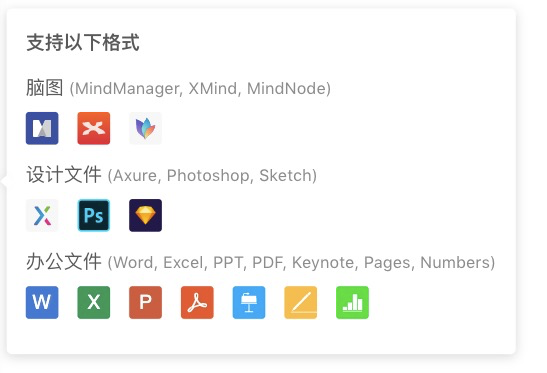 支持以下格式
脑图 (MindManager, XMind, MindNode)
设计文件 (Axure, Photoshop, Sketch)
Ps
办公文件 (Word, Excel, PPT, PDF, Keynote, Pages, Numbers)
W X P